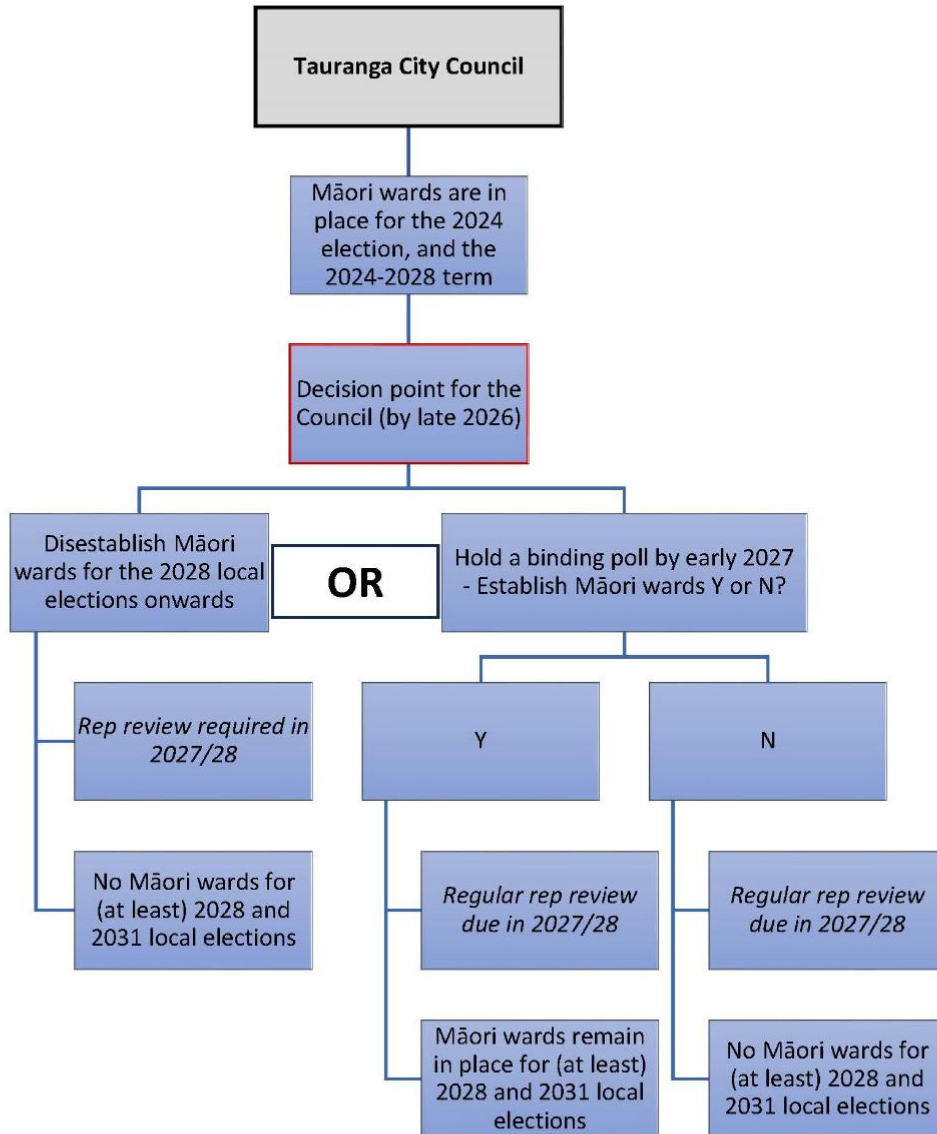 Tauranga City Council
Māori wards are in
place for the 2024
election, and the
2024-2028 term
Decision point for the
Council (by late 2026)
Disestablish Māori
wards for the 2028 local
elections onwards
OR
Hold a binding poll by early 2027
- Establish Māori wards Y or N?
Rep review required in
2027/28
No Māori wards for
(at least) 2028 and
2031 local elections
Y
Regular rep review
due in 2027/28
Māori wards remain
in place for (at least)
2028 and 2031 local
elections
N
Regular rep review
due in 2027/28
No Māori wards for
(at least) 2028 and
2031 local elections